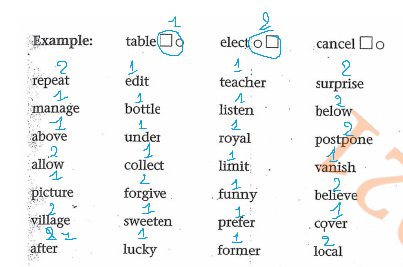 1 2
Example: table □○ elect ○□ cancel □○
2 1 1 2
repeat edit teacher surprise
1 1 1 2
manage bottle listen below
1 1 1 2
above under royal postpone
2 1 1 1
allow collect limit vanish
1 2 1 2
picture forgive funny believe
2 1 1 1
village sweeten prefer cover
2 1 1 1 2
after lucky former local